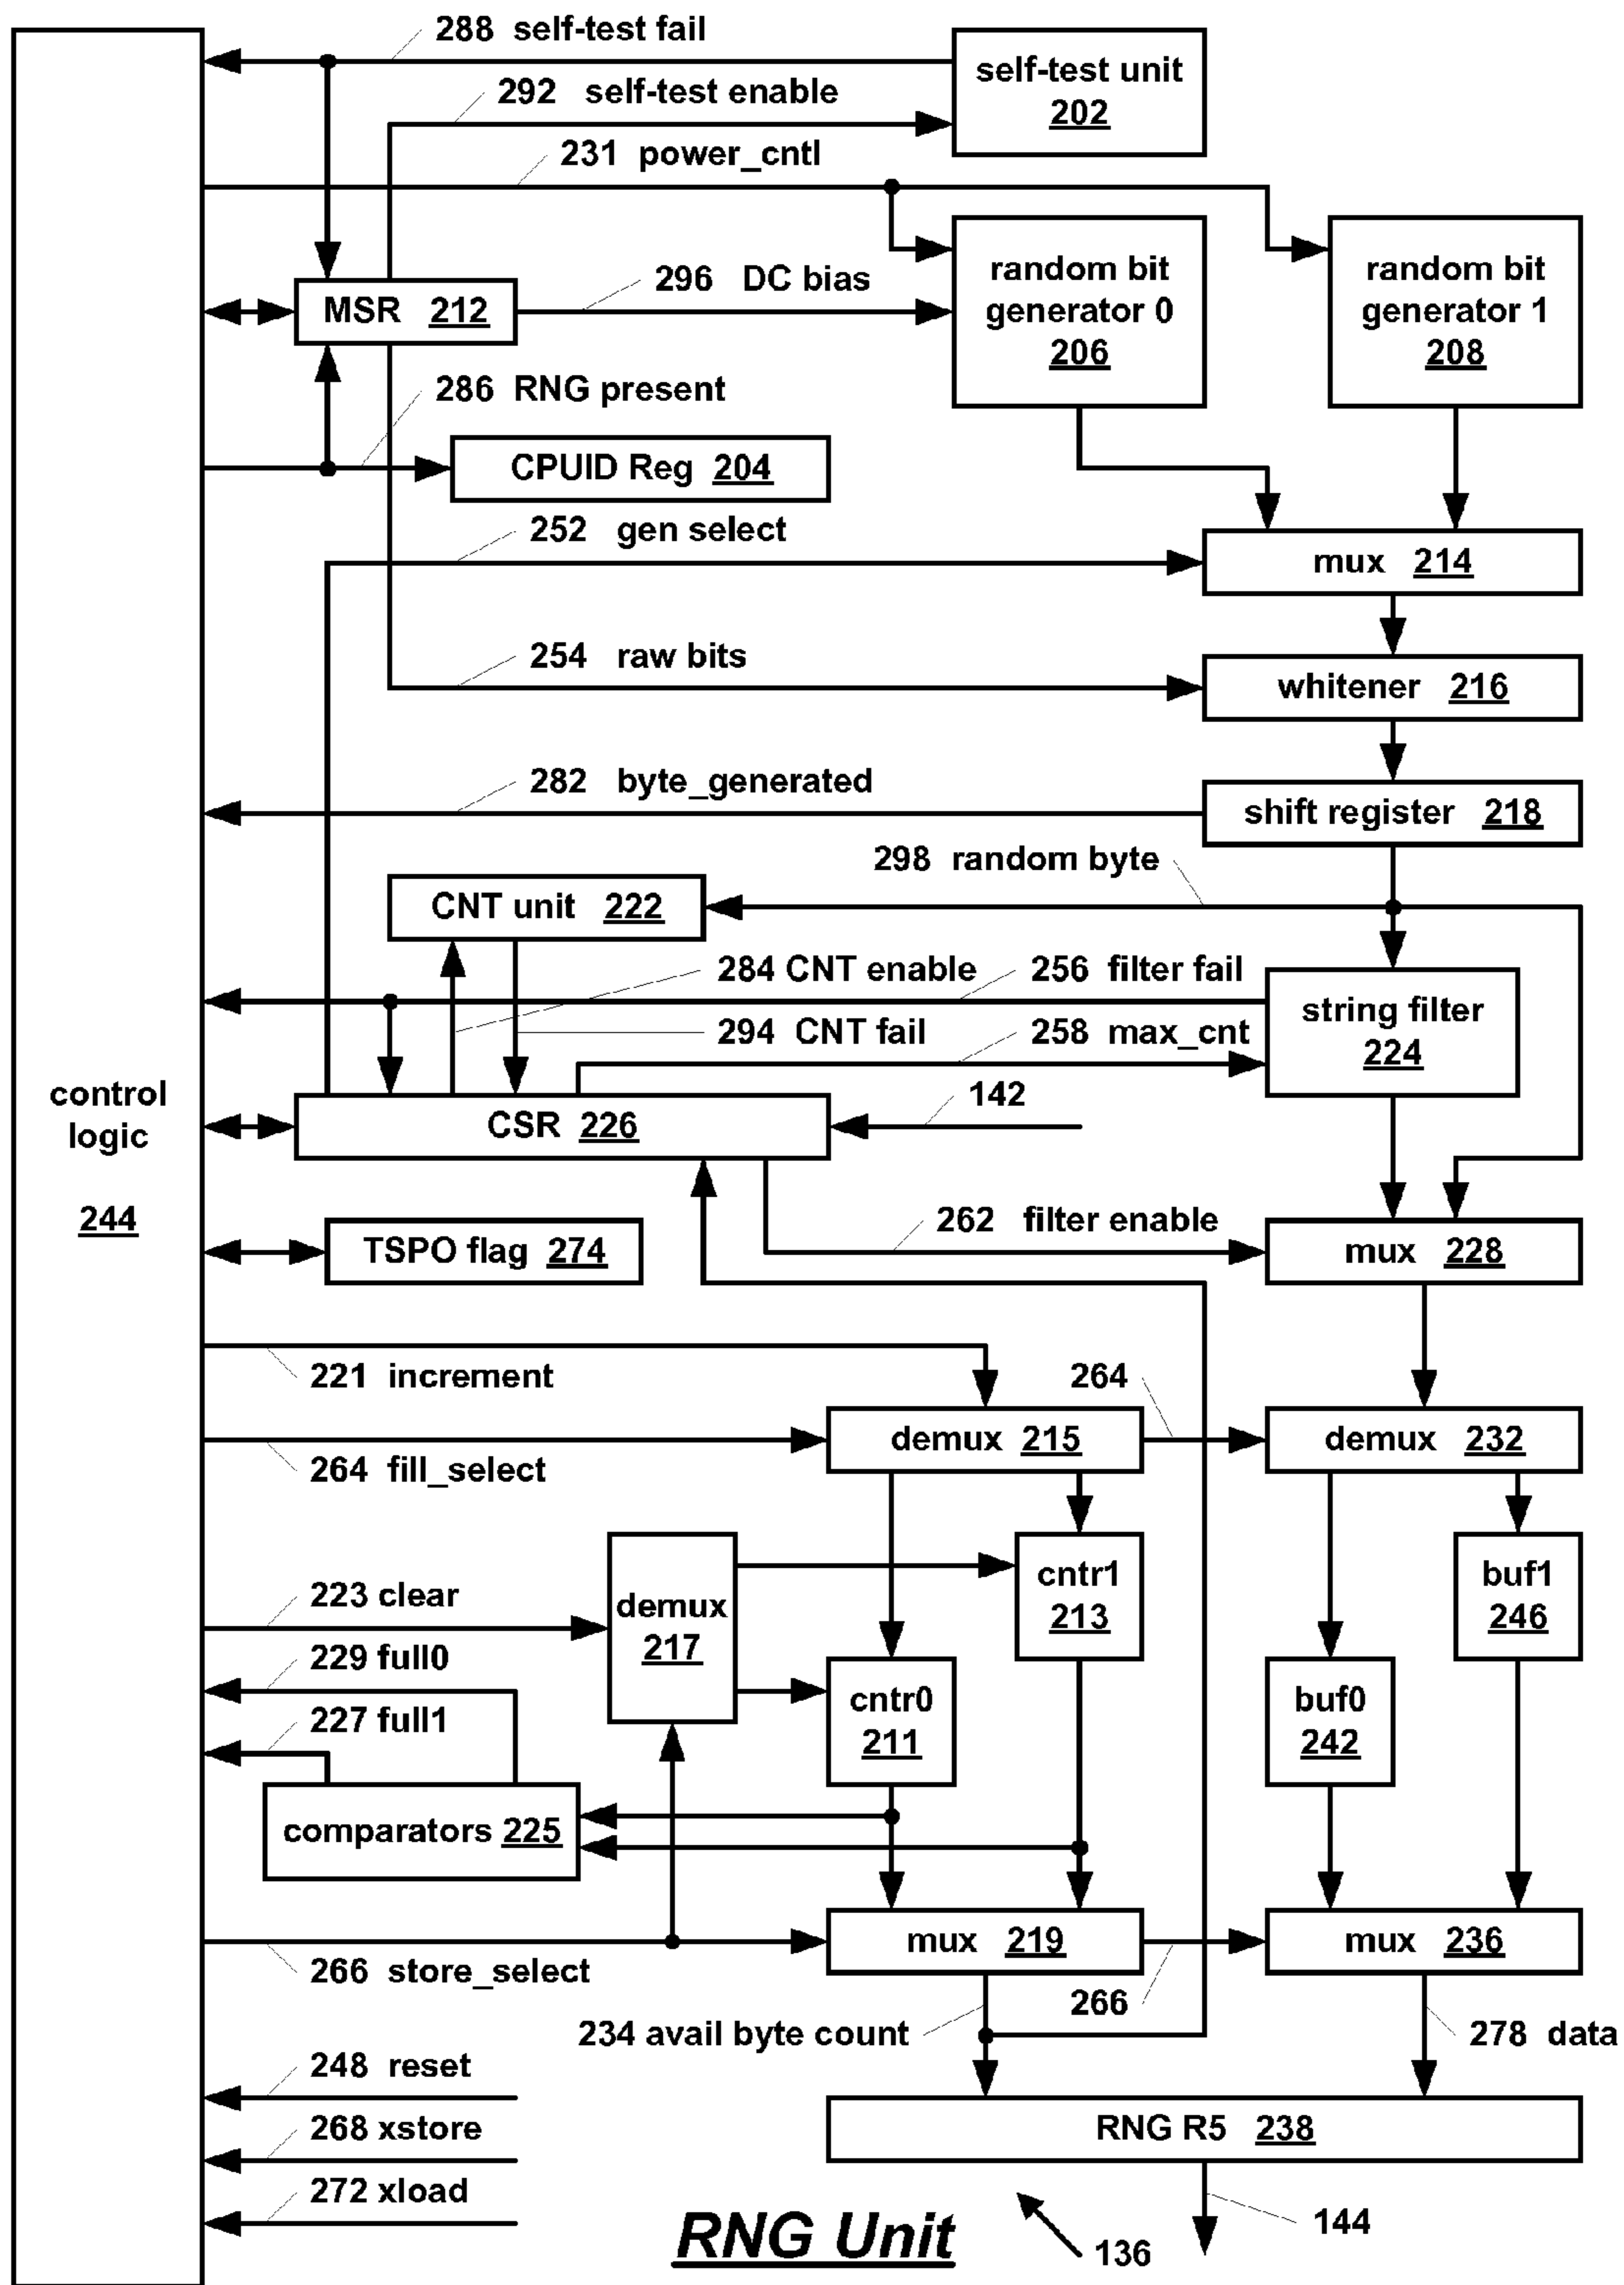 288 self-test fail
self-test unit
202
292 self-test enable
231 power_cntl
random bit
generator 0
206
random bit
generator 1
208
296 DC bias
MSR 212
286 RNG present
CPUID Reg 204
252 gen select
mux 214
254 raw bits
whitener 216
282 byte_generated
shift register 218
298 random byte
CNT unit 222
284 CNT enable
256 filter fail
string filter
224
294 CNT fail
258 max_cnt
142
control
logic
244
CSR 226
262 filter enable
TSPO flag 274
mux 228
221 increment
264
demux 215
demux 232
264 fill_select
demux
217
cntr1
213
buf1
246
223 clear
229 full0
cntr0
211
buf0
242
227 full1
comparators 225
mux 219
mux 236
266 store_select
266
234 avail byte count
278 data
248 reset
268 xstore
RNG R5 238
272 xload
144
RNG Unit
136